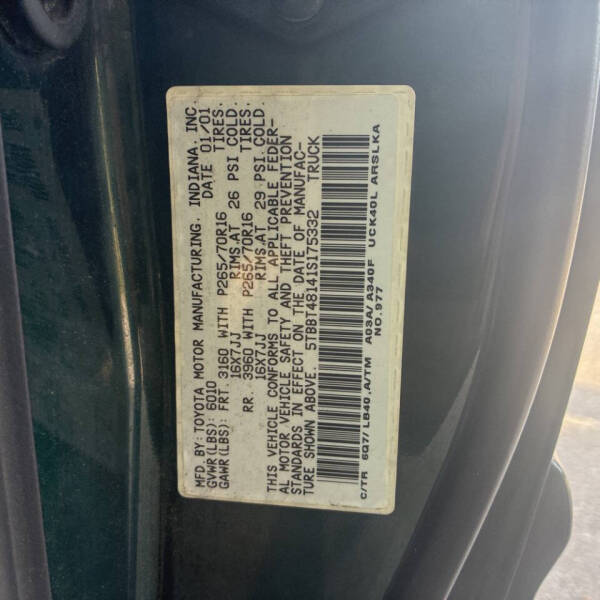 MFD. BY: TOYOTA MOTOR MANUFACTURING, INDIANA, INC.
GVWR(LBS): 6010 DATE 01/01
GAWR(LBS): FRT. 3160 WITH P265/70R16 TIRES,
16X7JJ RIMS,AT 26 PSI COLD.
RR. 3960 WITH P265/70R16 TIRES,
16X7JJ RIMS,AT 29 PSI COLD.
THIS VEHICLE CONFORMS TO ALL APPLICABLE FEDER-
AL MOTOR VEHICLE SAFETY AND THEFT PREVENTION
STANDARDS IN EFFECT ON THE DATE OF MANUFAC-
TURE SHOWN ABOVE. 5TBBT48141S175332 TRUCK
C/TR 6Q7/ LB40,A/TM A03A/ A340F UCK40L ARSLKA
NO.977